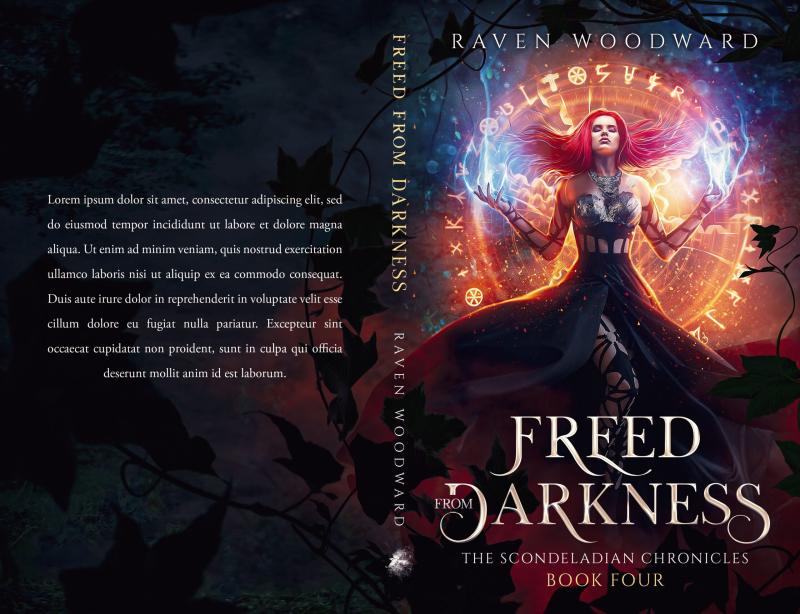 Lorem ipsum dolor sit amet, consectetur adipiscing elit, sed
do eiusmod tempor incididunt ut labore et dolore magna
aliqua. Ut enim ad minim veniam, quis nostrud exercitation
ullamco laboris nisi ut aliquip ex ea commodo consequat.
Duis aute irure dolor in reprehenderit in voluptate velit esse
cillum dolore eu fugiat nulla pariatur. Excepteur sint
occaecat cupidatat non proident, sunt in culpa qui officia
deserunt mollit anim id est laborum.
FREED FROM DARKNESS
RAVEN WOODWARD
RAVEN WOODWARD
FREED
FROM DARKNESS
THE SCONDELADIAN CHRONICLES
BOOK FOUR